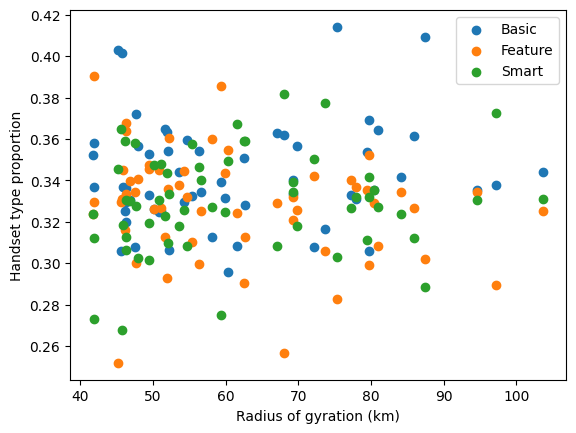 0.42
0.40
0.38
0.36
0.34
0.32
0.30
0.28
0.26
Handset type proportion
Basic
Feature
Smart
40 50 60 70 80 90 100
Radius of gyration (km)